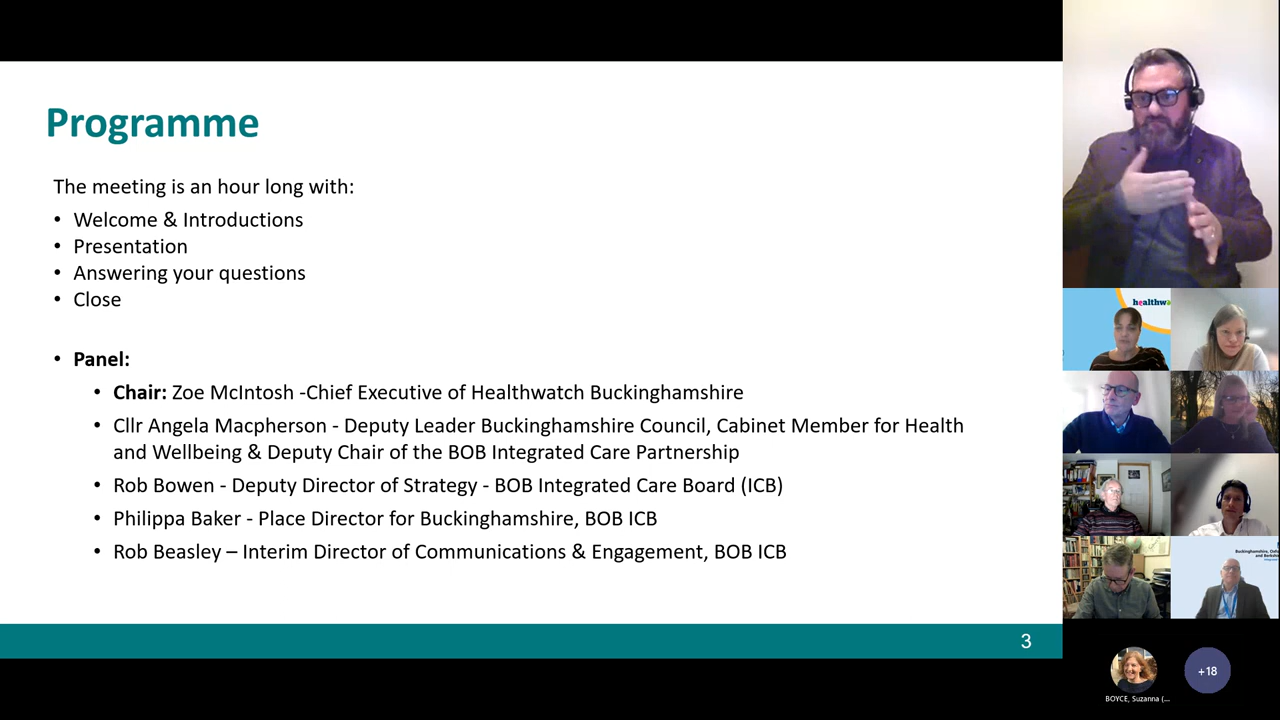 Programme
The meeting is an hour long with:
• Welcome & Introductions
• Presentation
• Answering your questions
• Close
• Panel:
• Chair: Zoe McIntosh -Chief Executive of Healthwatch Buckinghamshire
• Cllr Angela Macpherson - Deputy Leader Buckinghamshire Council, Cabinet Member for Health
and Wellbeing & Deputy Chair of the BOB Integrated Care Partnership
• Rob Bowen - Deputy Director of Strategy - BOB Integrated Care Board (ICB)
• Philippa Baker - Place Director for Buckinghamshire, BOB ICB
• Rob Beasley – Interim Director of Communications & Engagement, BOB ICB
3
healthwa
Buckinghamshire, Oxfo
and Berkshi
BOYCE, Suzanna (...
+18